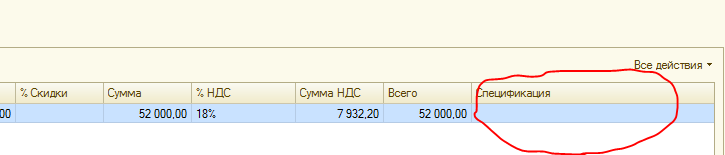 Все действия
% Скидки Сумма % НДС Сумма НДС Всего Спецификация
00 52 000,00 18% 7 932,20 52 000,00